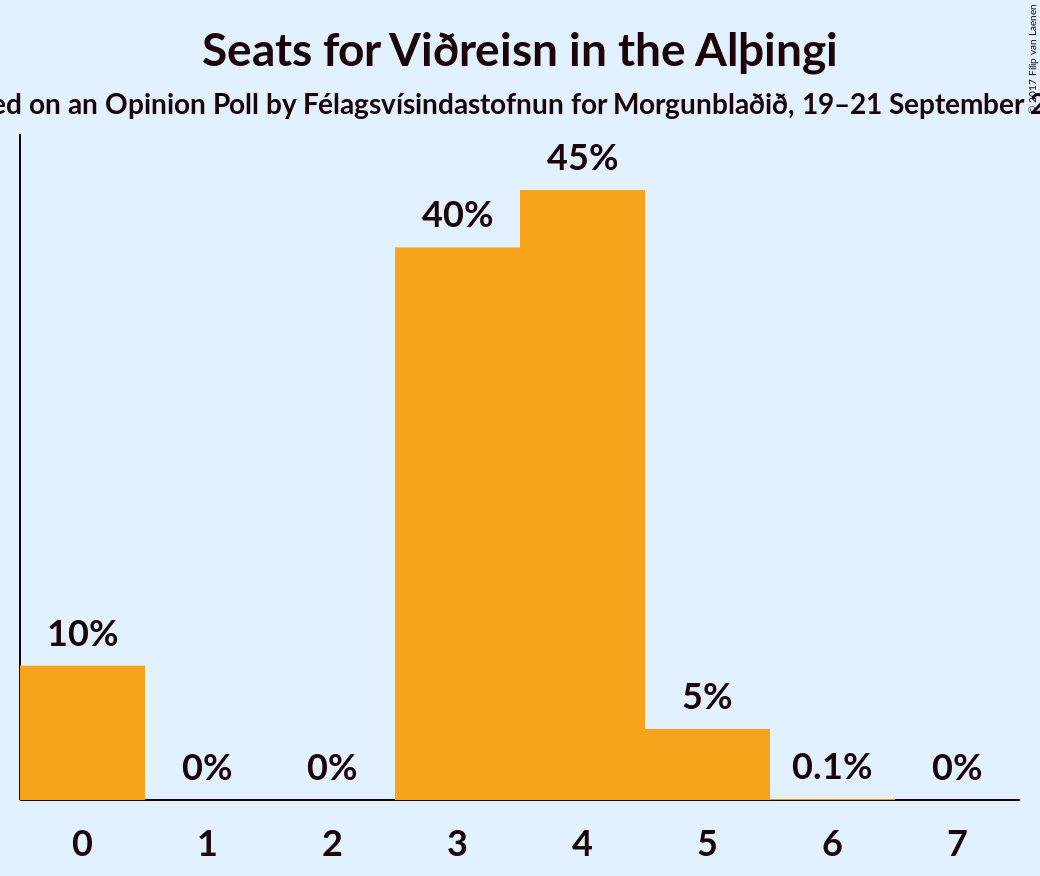 Seats for Viðreisn in the Alþingi
ed on an Opinion Poll by Félagsvísindastofnun for Morgunblaðið, 19–21 September 2
© 2017 Filip van Laenen
45%
40%
10%
5%
0% 0% 0.1% 0%
0 1 2 3 4 5 6 7